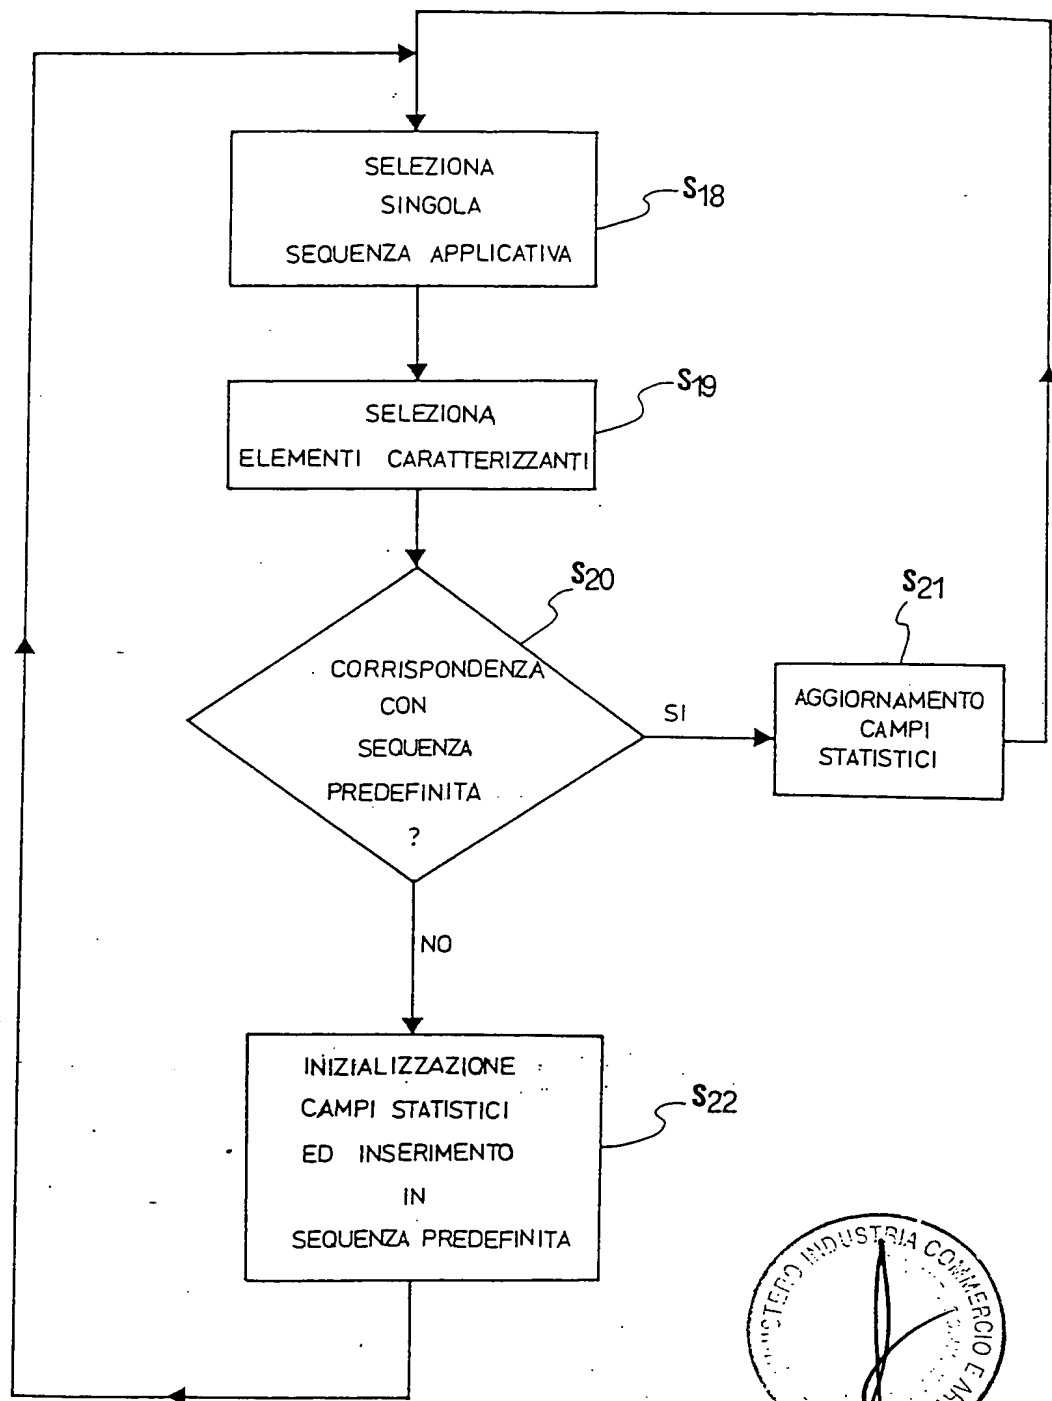 SELEZIONA
SINGOLA
SEQUENZA APPLICATIVA
S18
SELEZIONA
ELEMENTI CARATTERIZZANTI
S19
CORRISPONDENZA
CON
SEQUENZA
PREDEFINITA
?
S20
SI
AGGIORNAMENTO
CAMPI
STATISTICI
S21
NO
INIZIALIZZAZIONE
CAMPI STATISTICI
ED INSERIMENTO
IN
SEQUENZA PREDEFINITA
S22
INDUSTRIA COMMERCIO E